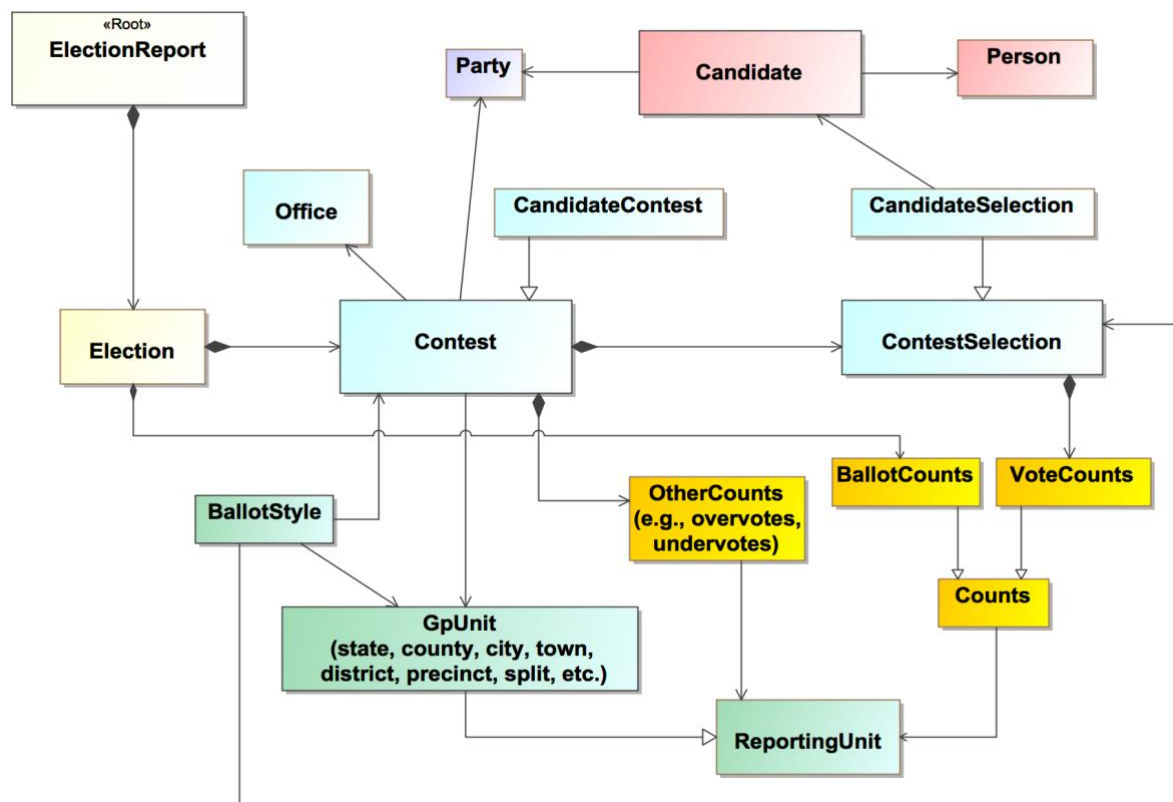 «Root»
ElectionReport
Party
Candidate
Person
Office
CandidateContest
CandidateSelection
Election
Contest
ContestSelection
BallotStyle
OtherCounts
(e.g., overvotes,
undervotes)
BallotCounts
VoteCounts
Counts
GpUnit
(state, county, city, town,
district, precinct, split, etc.)
ReportingUnit